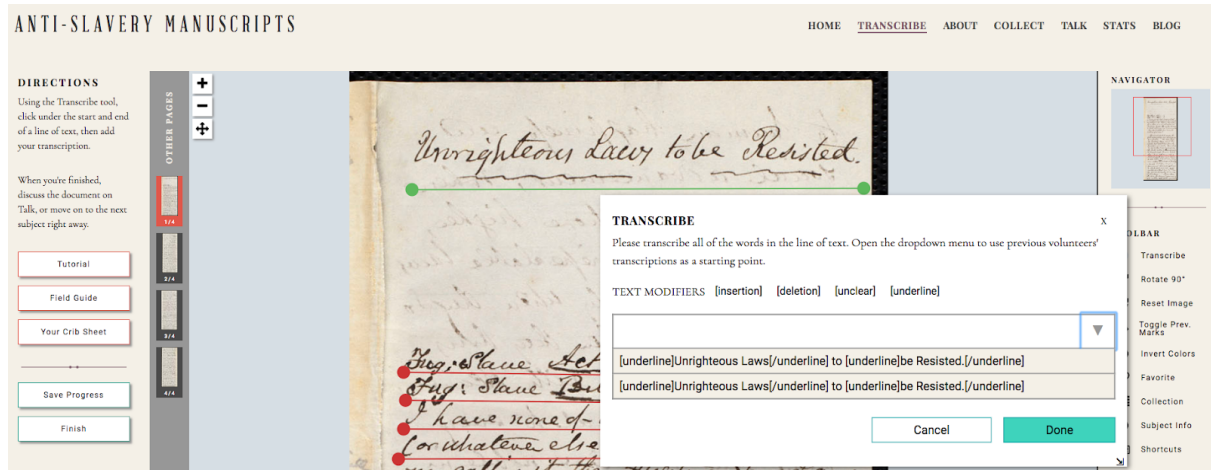 ANTI-SLAVERY MANUSCRIPTS
HOME TRANSCRIBE ABOUT COLLECT TALK STATS BLOG
DIRECTIONS
Using the Transcribe tool,
click under the start and end
of a line of text, then add
your transcription.
When you're finished,
discuss the document on
Talk, or move on to the next
subject right away.
Tutorial
Field Guide
Your Crib Sheet
Save Progress
Finish
OTHER PAGES
1/4
2/4
3/4
4/4
Unrighteous Laws to be Resisted.
Fug: Slave Act
Fug: Slave
I have none of
(or whatever else
TRANSCRIBE
X
Please transcribe all of the words in the line of text. Open the dropdown menu to use previous volunteers'
transcriptions as a starting point.
TEXT MODIFIERS [insertion] [deletion] [unclear] [underline]
[underline]Unrighteous Laws[/underline] to [underline]be Resisted.[/underline]
[underline]Unrighteous Laws[/underline] to [underline]be Resisted.[/underline]
Cancel
Done
NAVIGATOR
OLBAR
Transcribe
Rotate 90°
Reset Image
Toggle Prev.
Marks
Invert Colors
Favorite
Collection
Subject Info
Shortcuts